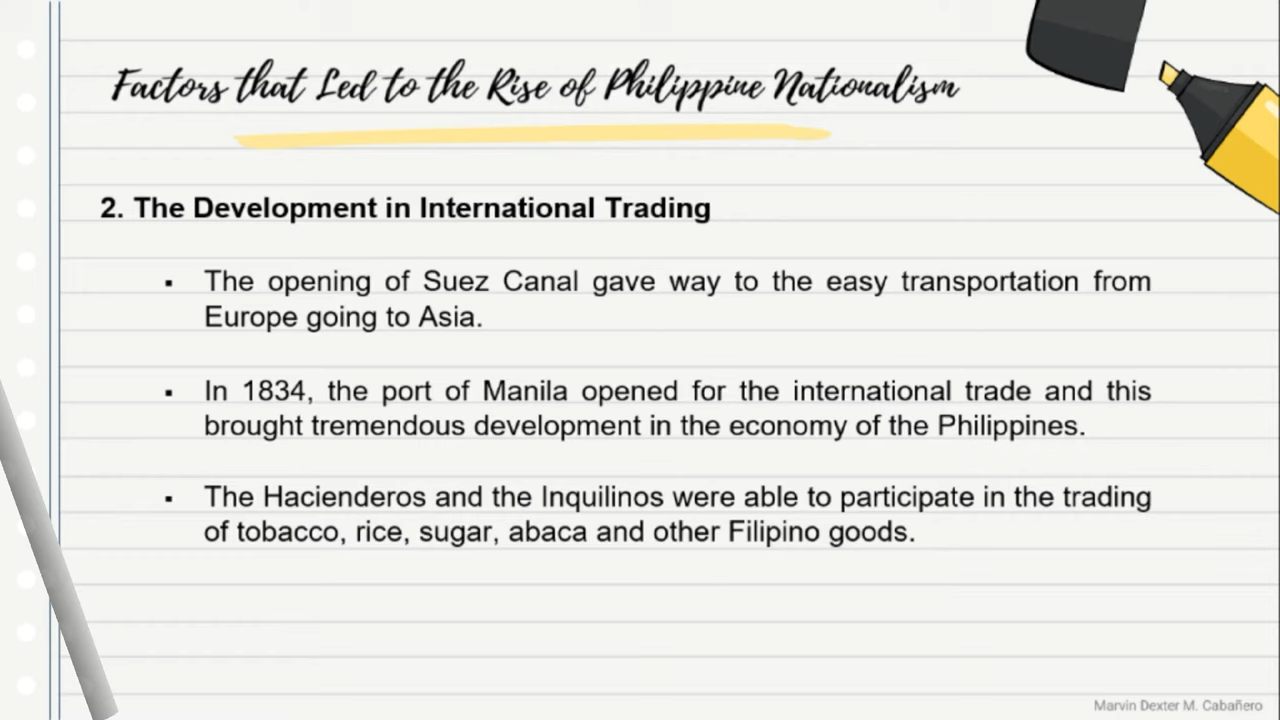 Factors that Led to the Rise of Philippine Nationalism
2. The Development in International Trading
▪ The opening of Suez Canal gave way to the easy transportation from
Europe going to Asia.
▪ In 1834, the port of Manila opened for the international trade and this
brought tremendous development in the economy of the Philippines.
▪ The Hacienderos and the Inquilinos were able to participate in the trading
of tobacco, rice, sugar, abaca and other Filipino goods.
Marvin Dexter M. Cabañero